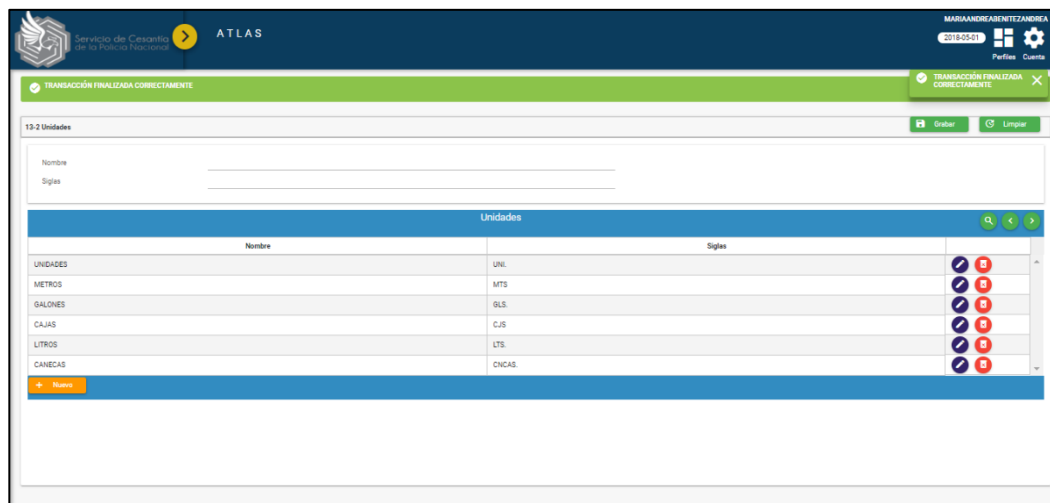 MARIAANDREABENITEZANDREA
Servicio de Cesantía
de la Policía Nacional
ATLAS
2018-05-01
Perfiles Cuenta
TRANSACCIÓN FINALIZADA CORRECTAMENTE
TRANSACCIÓN FINALIZADA
CORRECTAMENTE
13-2 Unidades
Grabar Limpiar
Nombre
Siglas
Unidades
Nombre Siglas
UNIDADES UNI.
METROS MTS
GALONES GLS.
CAJAS CJS
LITROS LTS.
CANECAS CNCAS.
+ Nuevo